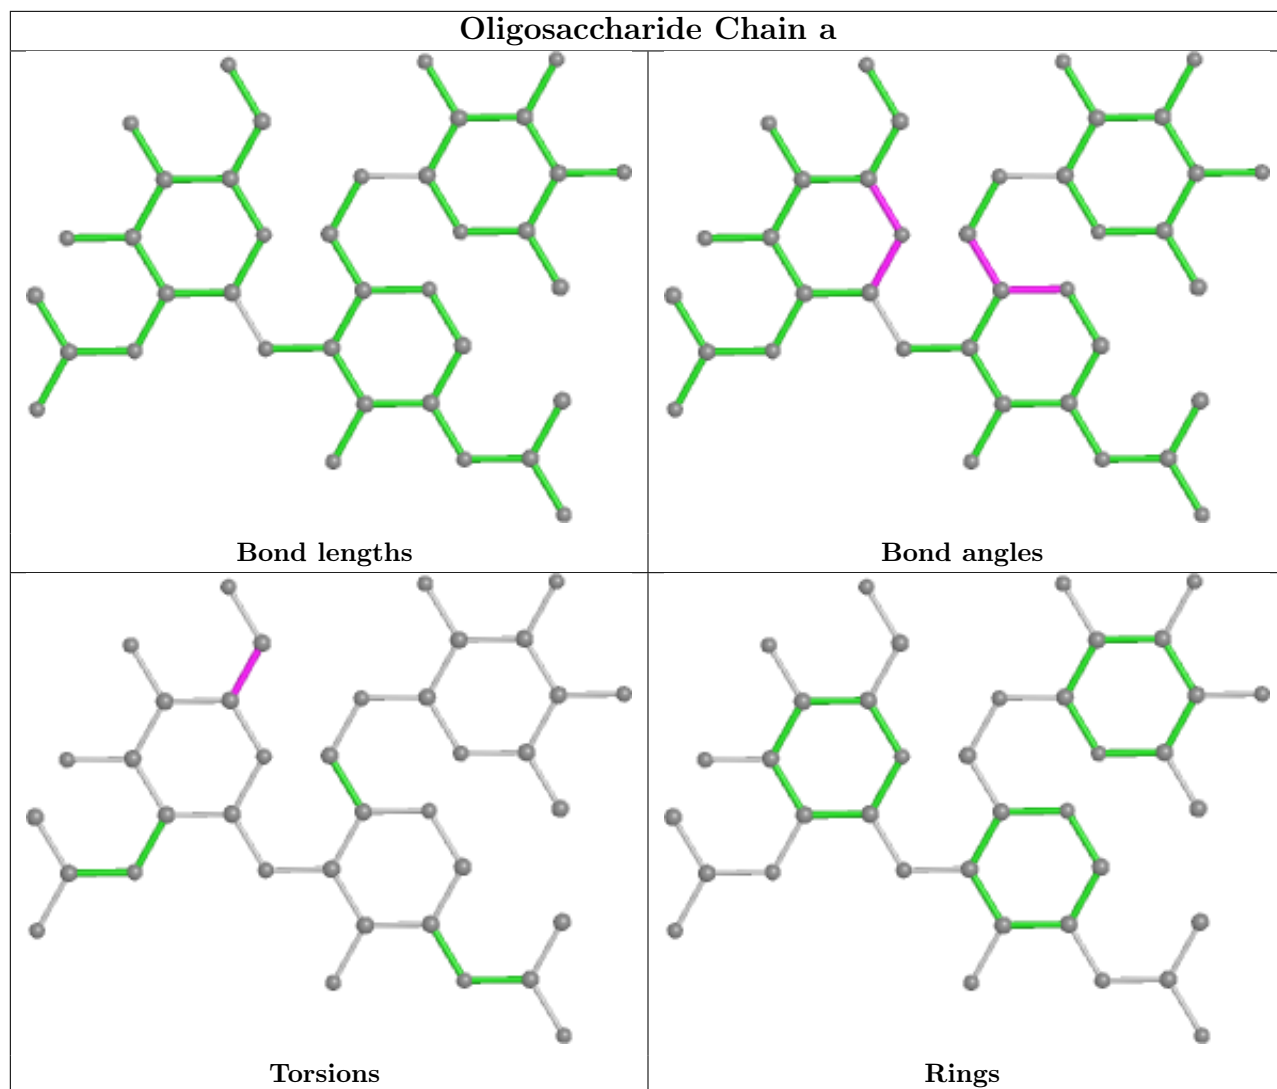 Oligosaccharide Chain a
Bond lengths
Bond angles
Torsions
Rings